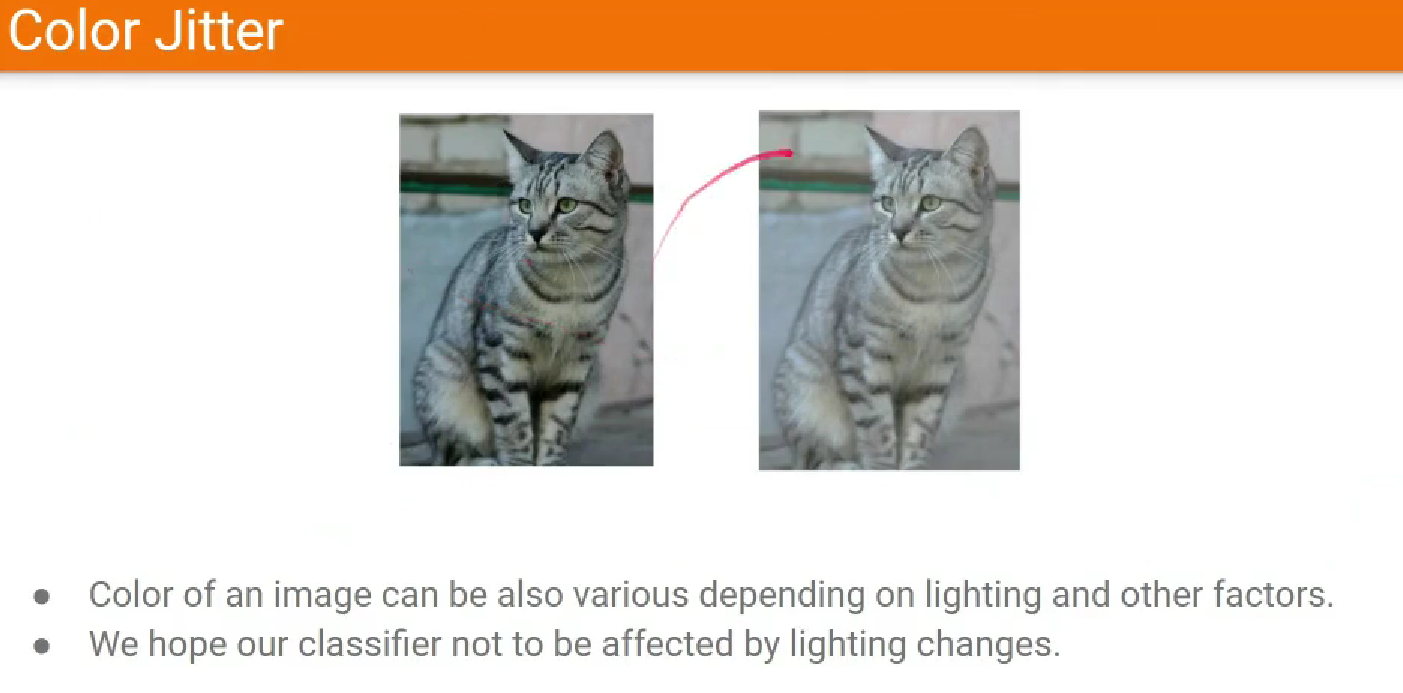 Color Jitter
Color of an image can be also various depending on lighting and other factors.
We hope our classifier not to be affected by lighting changes.